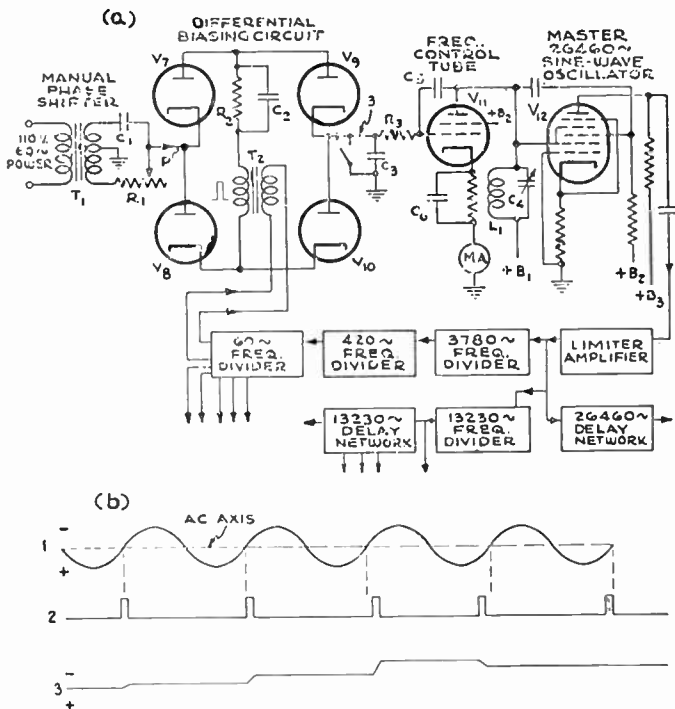 (a)
DIFFERENTIAL
BIASING CIRCUIT
FREQ.
CONTROL
TUBE
MASTER
26460~
SINE-WAVE
OSCILLATOR
MANUAL
PHASE
SHIFTER
V7
V9
V11
V12
C1
R2
C2
3
R3
C5
+B2
110V
60~
POWER
P
T1
R1
T2
C3
C6
L1
C4
V8
V10
MA
+B1
+B2
+B3
60~
FREQ.
DIVIDER
420~
FREQ.
DIVIDER
3780~
FREQ.
DIVIDER
LIMITER
AMPLIFIER
13230~
DELAY
NETWORK
13230~
FREQ.
DIVIDER
26460~
DELAY
NETWORK
(b)
AC AXIS
-
1
+
2
-
3
+